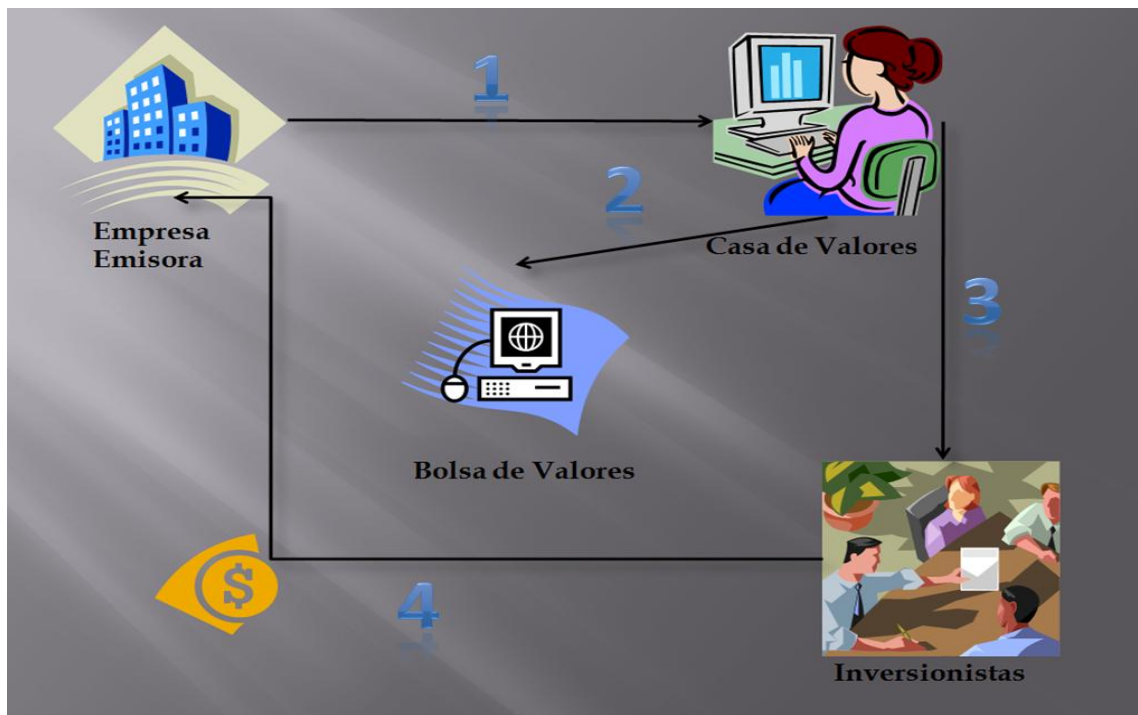 1
2
Empresa
Emisora
Casa de Valores
3
Bolsa de Valores
$
4
Inversionistas